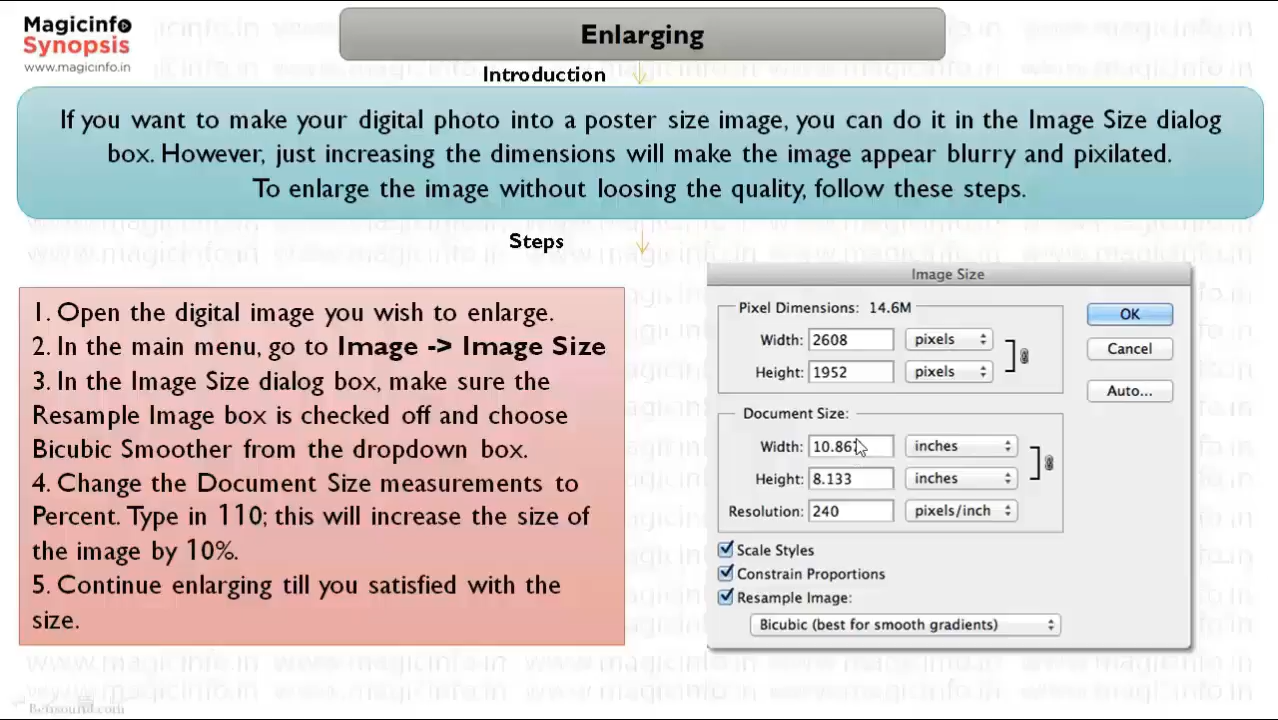 Magicinfo
Synopsis
www.magicinfo.in
Enlarging
Introduction
If you want to make your digital photo into a poster size image, you can do it in the Image Size dialog
box. However, just increasing the dimensions will make the image appear blurry and pixilated.
To enlarge the image without loosing the quality, follow these steps.
Steps
1. Open the digital image you wish to enlarge.
2. In the main menu, go to Image -> Image Size
3. In the Image Size dialog box, make sure the
Resample Image box is checked off and choose
Bicubic Smoother from the dropdown box.
4. Change the Document Size measurements to
Percent. Type in 110; this will increase the size of
the image by 10%.
5. Continue enlarging till you satisfied with the
size.
Image Size
Pixel Dimensions: 14.6M
Width: 2608 pixels
Height: 1952 pixels
Document Size:
Width: inches
Height: 8.133 inches
Resolution: 240 pixels/inch
Scale Styles
Constrain Proportions
Resample Image:
Bicubic (best for smooth gradients)
OK
Cancel
Auto...
Bensound.com